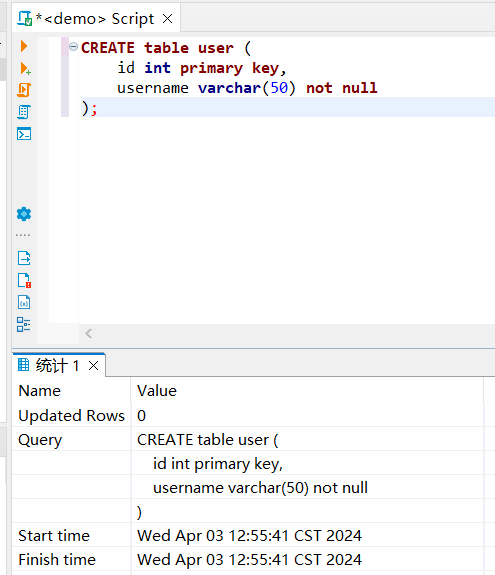 *<demo> Script
CREATE table user (
id int primary key,
username varchar(50) not null
);
统计 1
Name Value
Updated Rows 0
Query CREATE table user (
id int primary key,
username varchar(50) not null
)
Start time Wed Apr 03 12:55:41 CST 2024
Finish time Wed Apr 03 12:55:41 CST 2024